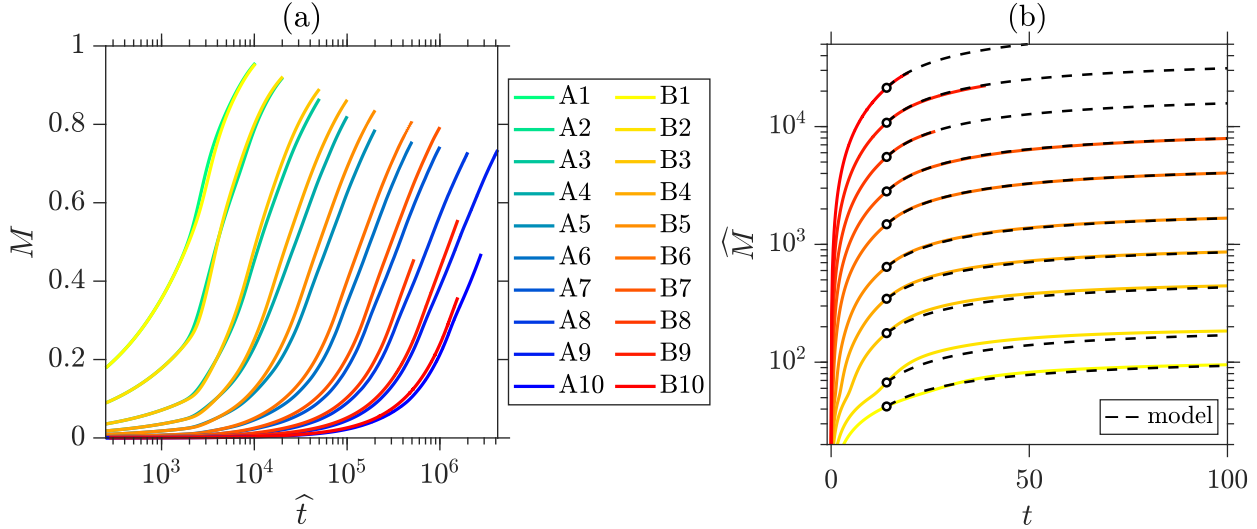 (a)
M
1
0.8
0.6
0.4
0.2
0
10^3
10^4
10^5
10^6
\widehat{t}
A1 B1
A2 B2
A3 B3
A4 B4
A5 B5
A6 B6
A7 B7
A8 B8
A9 B9
A10 B10
(b)
\widehat{M}
10^4
10^3
10^2
0
50
100
t
model